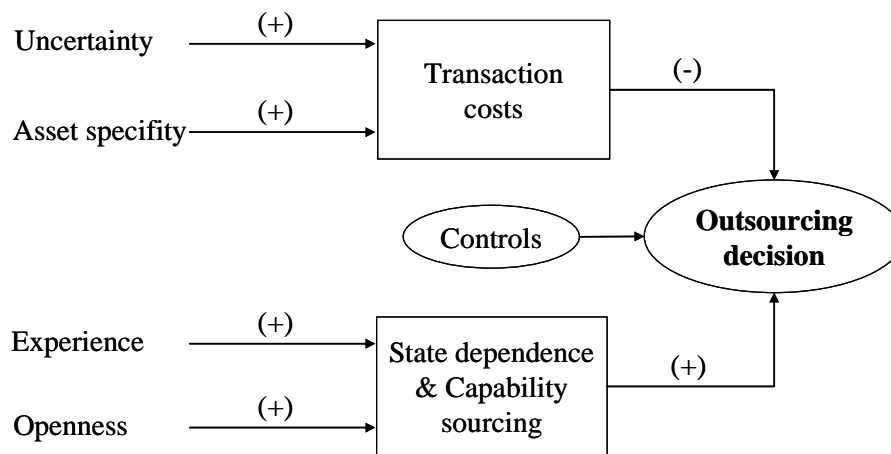 Uncertainty
(+)
Transaction
costs
(-)
Asset specifity
(+)
Controls
Outsourcing
decision
Experience
(+)
State dependence
& Capability
sourcing
(+)
Openness
(+)